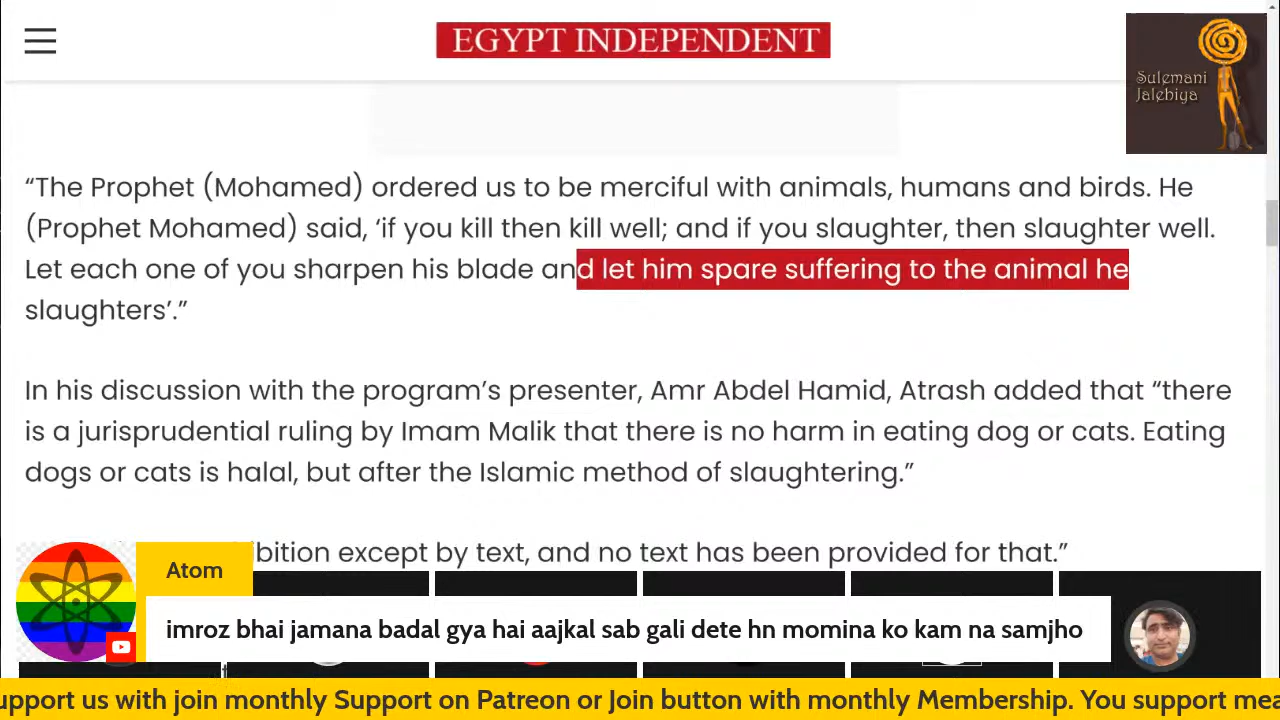 EGYPT INDEPENDENT
Sulemani
Jalebiya
“The Prophet (Mohamed) ordered us to be merciful with animals, humans and birds. He
(Prophet Mohamed) said, ‘if you kill then kill well; and if you slaughter, then slaughter well.
Let each one of you sharpen his blade and let him spare suffering to the animal he
slaughters’.”
In his discussion with the program’s presenter, Amr Abdel Hamid, Atrash added that “there
is a jurisprudential ruling by Imam Malik that there is no harm in eating dog or cats. Eating
dogs or cats is halal, but after the Islamic method of slaughtering.”
except by text, and no text has been provided for that.”
Atom
imroz bhai jamana badal gya hai aajkal sab gali dete hn momina ko kam na samjho
us with join monthly Support on Patreon or Join button with monthly Membership. You support